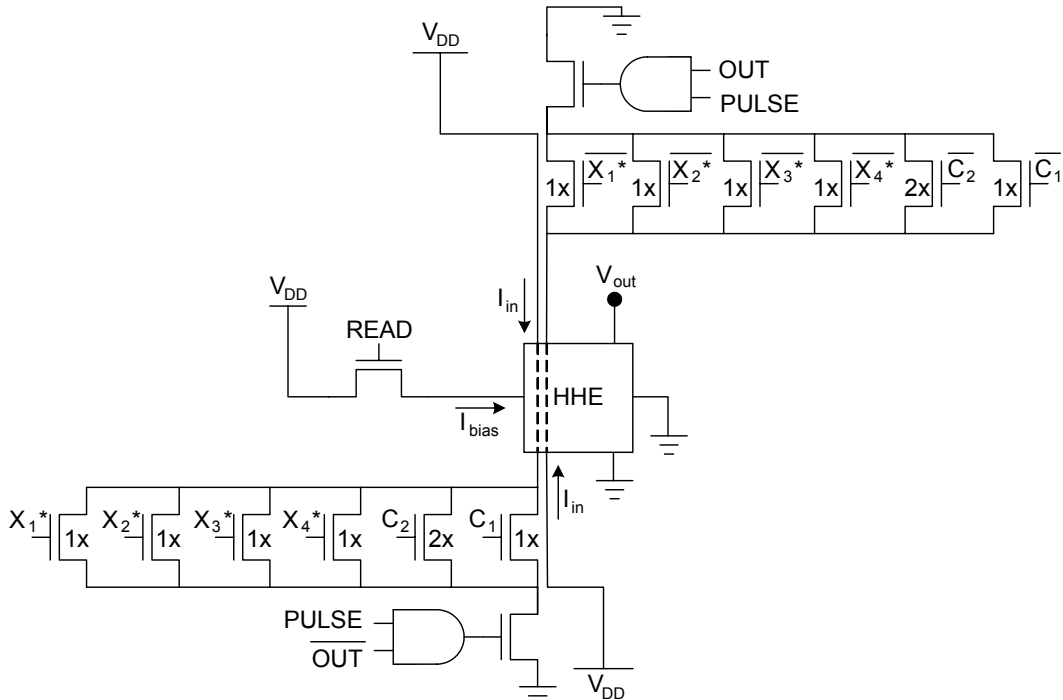 V_DD
OUT
PULSE
1x X̅₁̅*̅ 1x X̅₂̅*̅ 1x X̅₃̅*̅ 1x X̅₄̅*̅ 2x C̅₂̅ 1x C̅₁̅
V_DD
I_in
V_out
READ
HHE
I_bias
I_in
X₁* 1x X₂* 1x X₃* 1x X₄* 1x C₂ 2x C₁ 1x
PULSE
O̅U̅T̅
V_DD